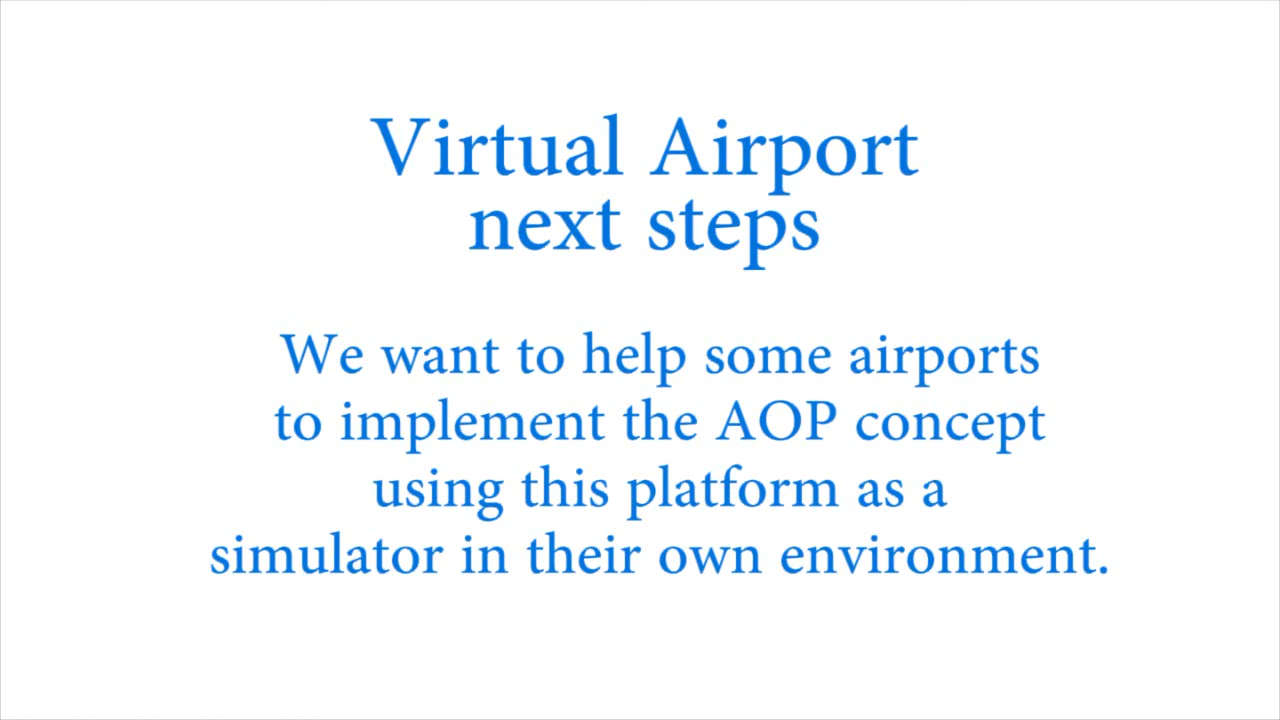 Virtual Airport
next steps
We want to help some airports
to implement the AOP concept
using this platform as a
simulator in their own environment.